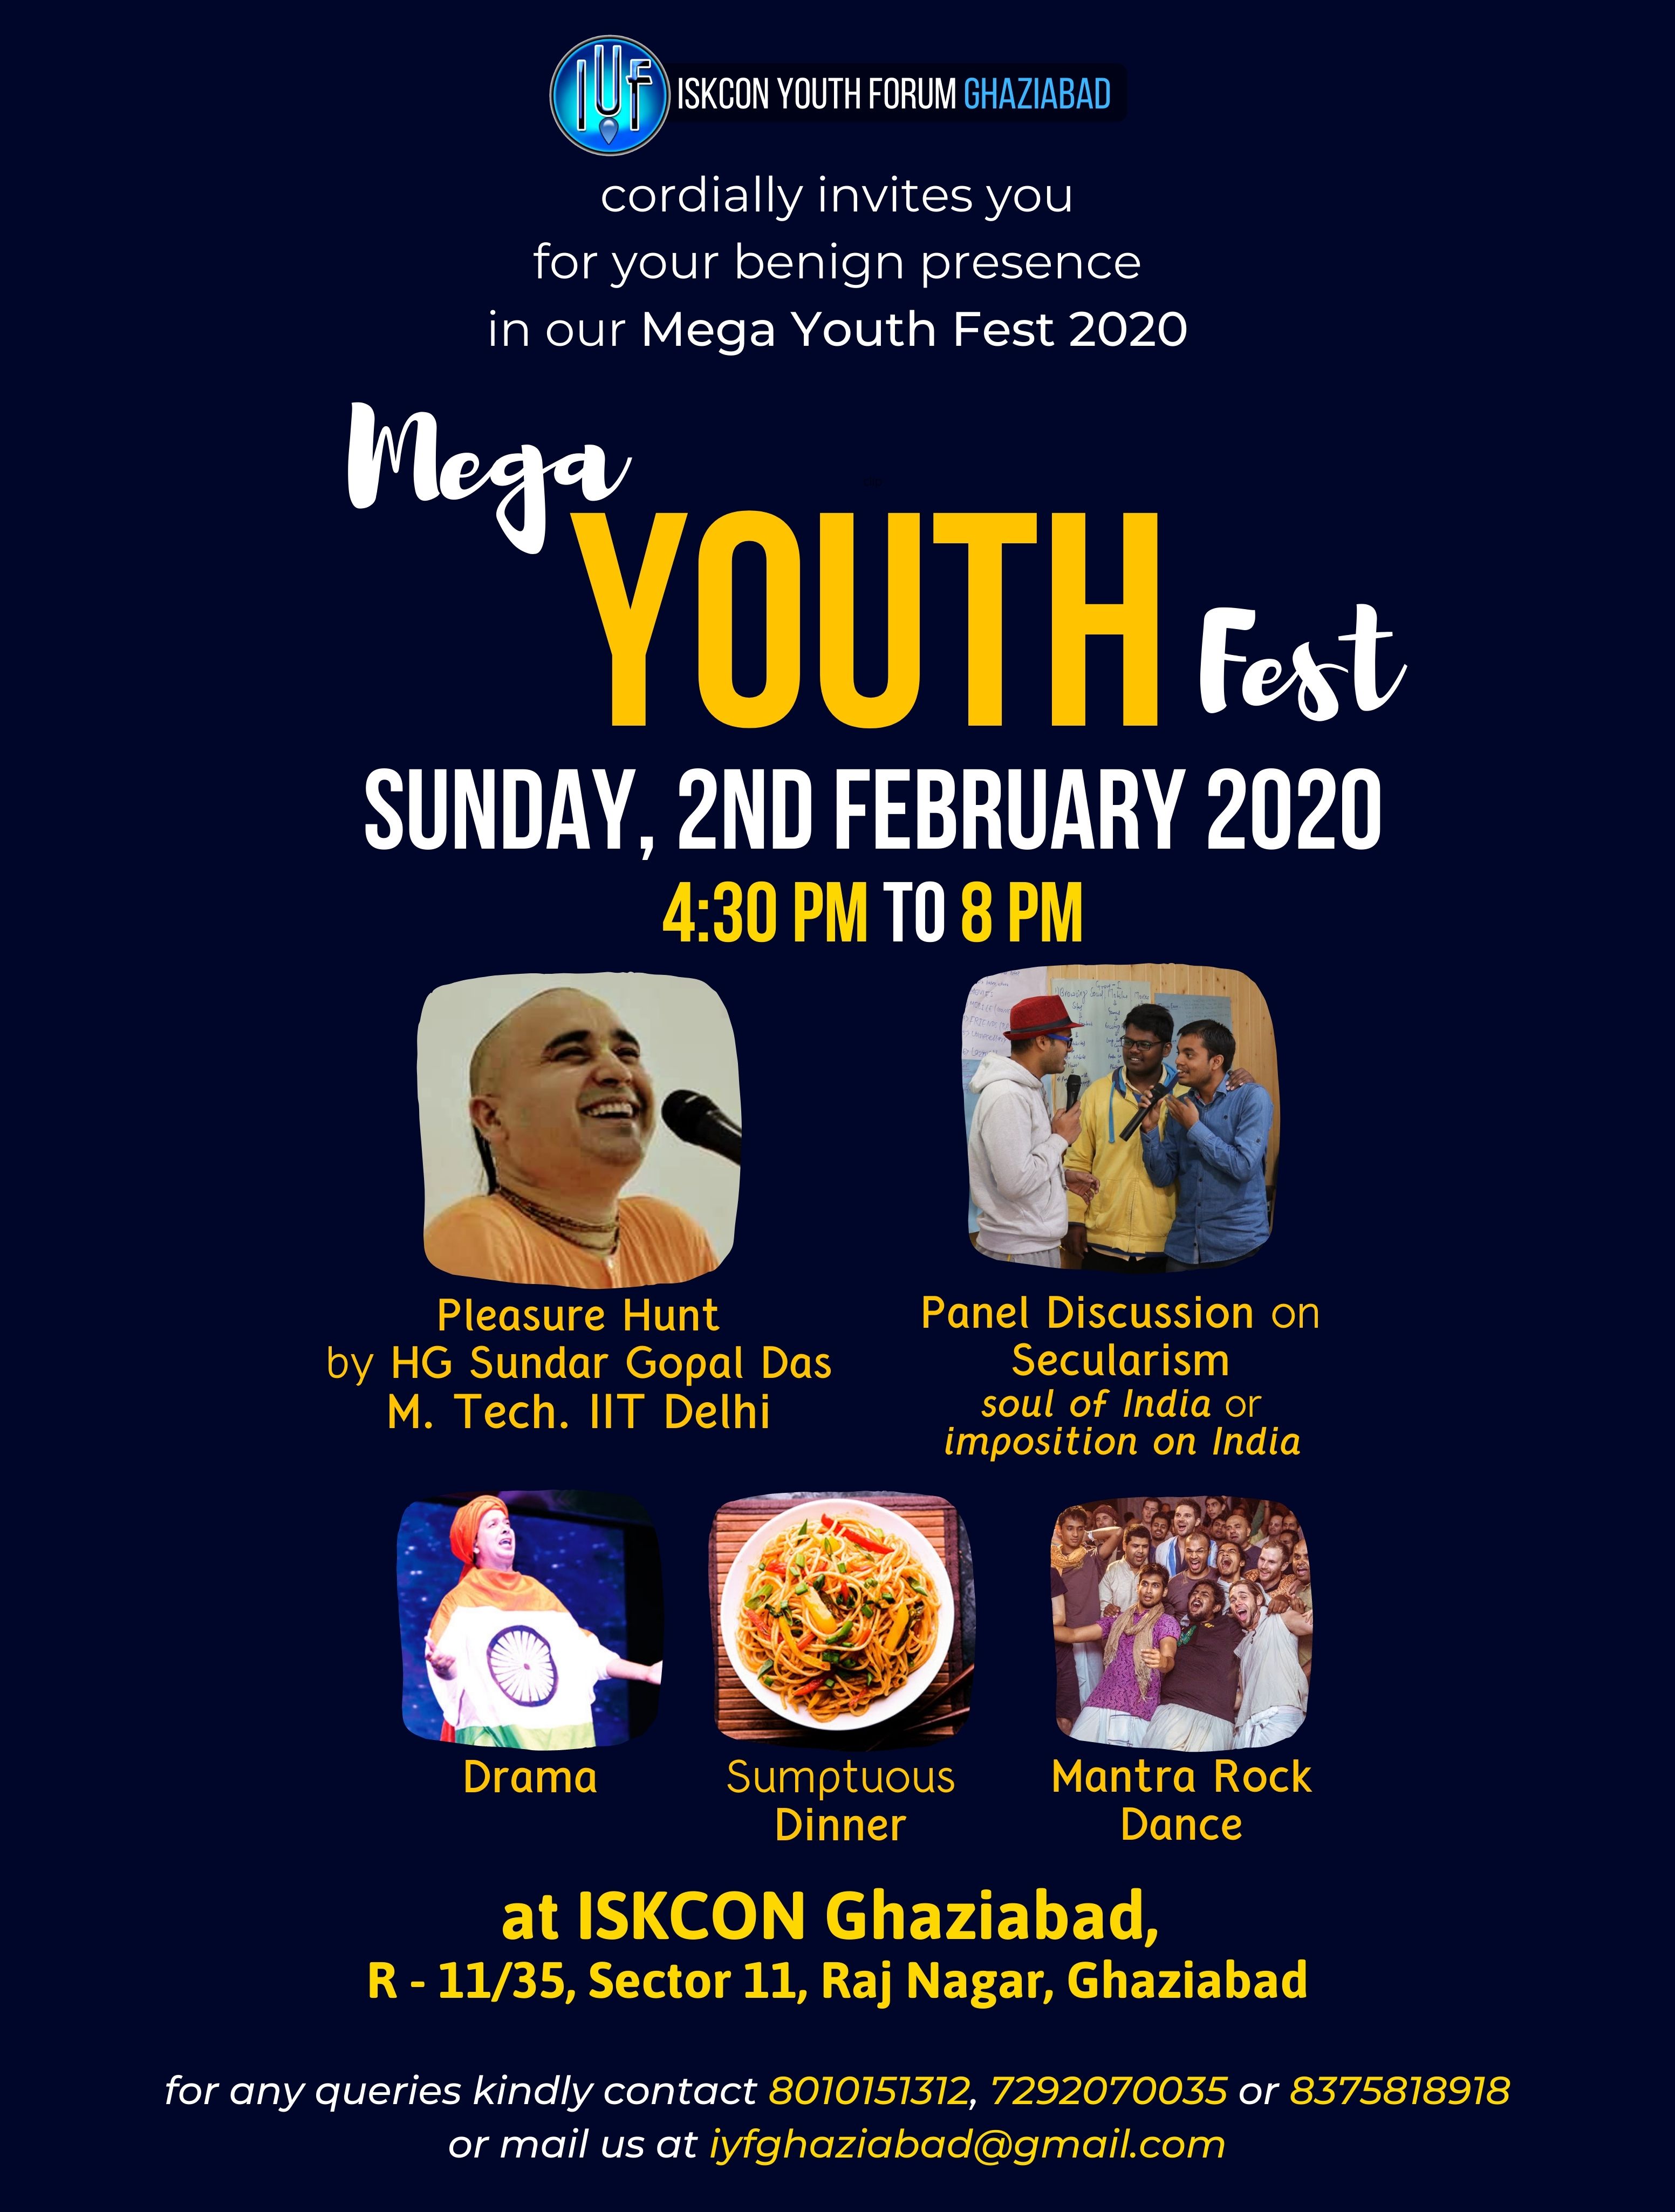 IYF
ISKCON YOUTH FORUM GHAZIABAD
cordially invites you
for your benign presence
in our Mega Youth Fest 2020
Mega
YOUTH
Fest
SUNDAY, 2ND FEBRUARY 2020
4:30 PM TO 8 PM
Pleasure Hunt
by HG Sundar Gopal Das
M. Tech. IIT Delhi
Panel Discussion on
Secularism
soul of India or
imposition on India
Drama
Sumptuous
Dinner
Mantra Rock
Dance
at ISKCON Ghaziabad,
R - 11/35, Sector 11, Raj Nagar, Ghaziabad
for any queries kindly contact 8010151312, 7292070035 or 8375818918
or mail us at iyfghaziabad@gmail.com